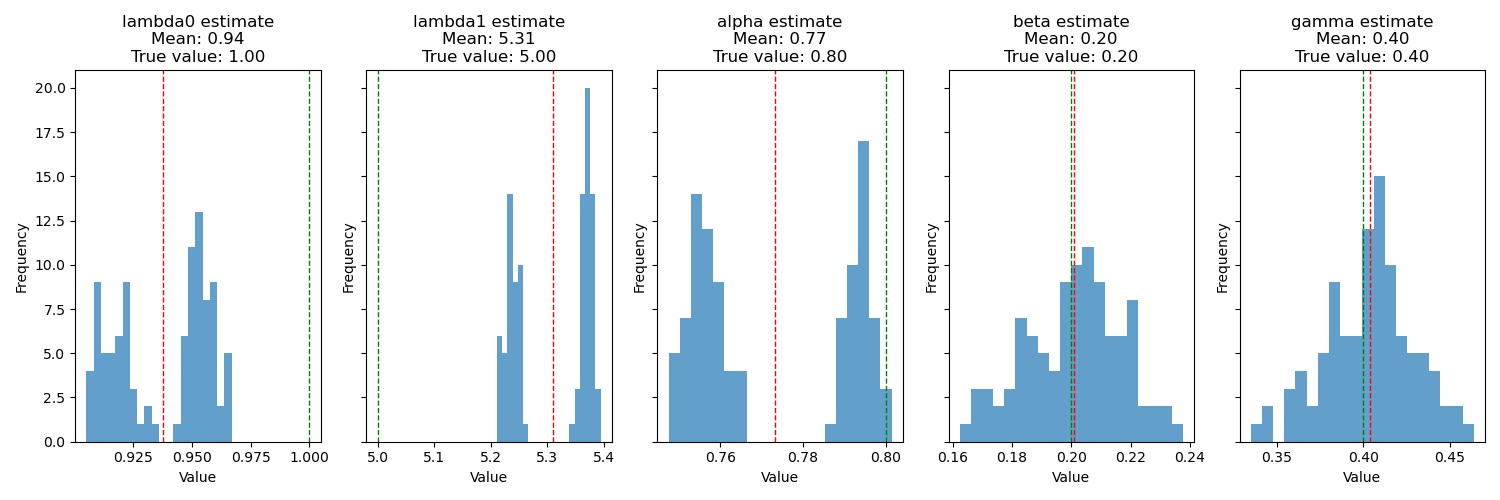 lambda0 estimate
Mean: 0.94
True value: 1.00
lambda1 estimate
Mean: 5.31
True value: 5.00
alpha estimate
Mean: 0.77
True value: 0.80
beta estimate
Mean: 0.20
True value: 0.20
gamma estimate
Mean: 0.40
True value: 0.40
20.0
17.5
15.0
12.5
10.0
7.5
5.0
2.5
0.0
Frequency
0.925 0.950 0.975 1.000
Value
Frequency
5.0 5.1 5.2 5.3 5.4
Value
Frequency
0.76 0.78 0.80
Value
Frequency
0.16 0.18 0.20 0.22 0.24
Value
Frequency
0.35 0.40 0.45
Value